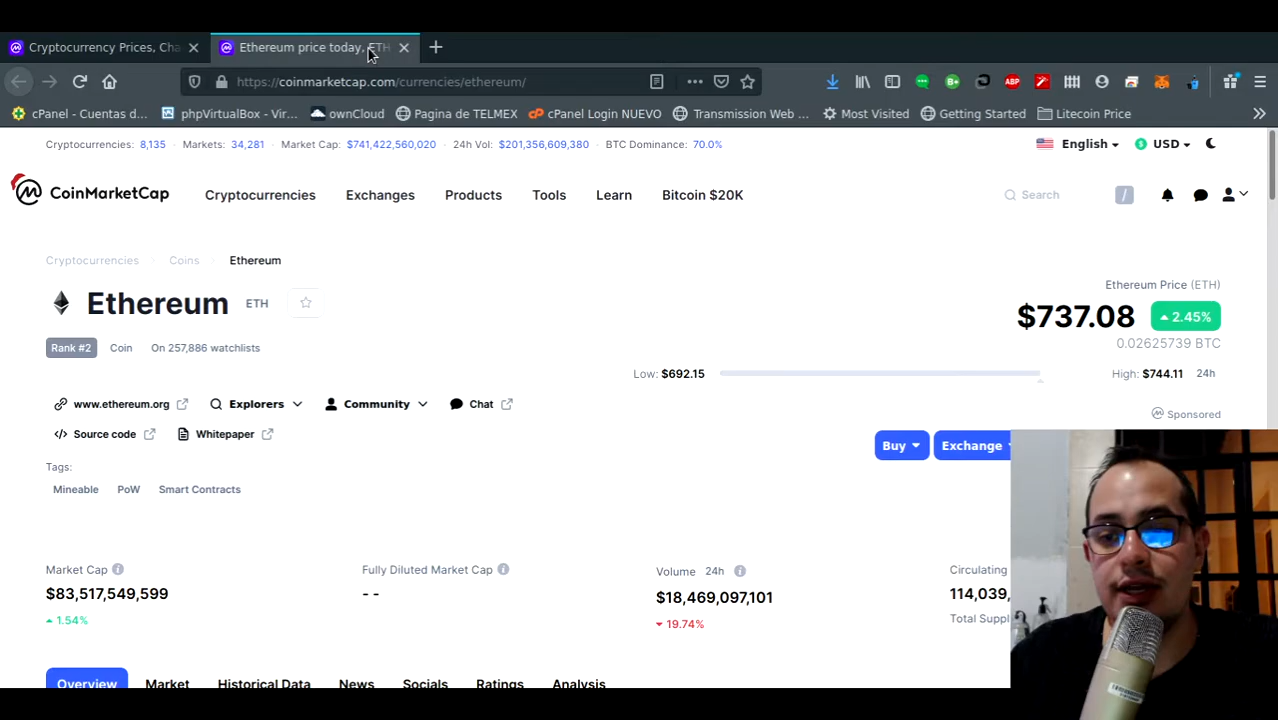 Cryptocurrency Prices, Cha
Ethereum price today, ETH
https://coinmarketcap.com/currencies/ethereum/
ABP
cPanel - Cuentas d...
phpVirtualBox - Vir...
ownCloud
Pagina de TELMEX
cPanel Login NUEVO
Transmission Web ...
Most Visited
Getting Started
Litecoin Price
Cryptocurrencies: 8,135 Markets: 34,281 Market Cap: $741,422,560,020 24h Vol: $201,356,609,380 BTC Dominance: 70.0%
English
USD
CoinMarketCap
Cryptocurrencies Exchanges Products Tools Learn Bitcoin $20K
Search /
Cryptocurrencies Coins Ethereum
Ethereum ETH
Ethereum Price (ETH)
$737.08 2.45%
0.02625739 BTC
Rank #2 Coin On 257,886 watchlists
Low: $692.15 High: $744.11 24h
www.ethereum.org Explorers Community Chat
Sponsored
Source code Whitepaper
Buy Exchange
Tags:
Mineable PoW Smart Contracts
Market Cap
$83,517,549,599
1.54%
Fully Diluted Market Cap
- -
Volume 24h
$18,469,097,101
19.74%
Circulating
114,039,
Total Suppl
Overview Market Historical Data News Socials Ratings Analysis